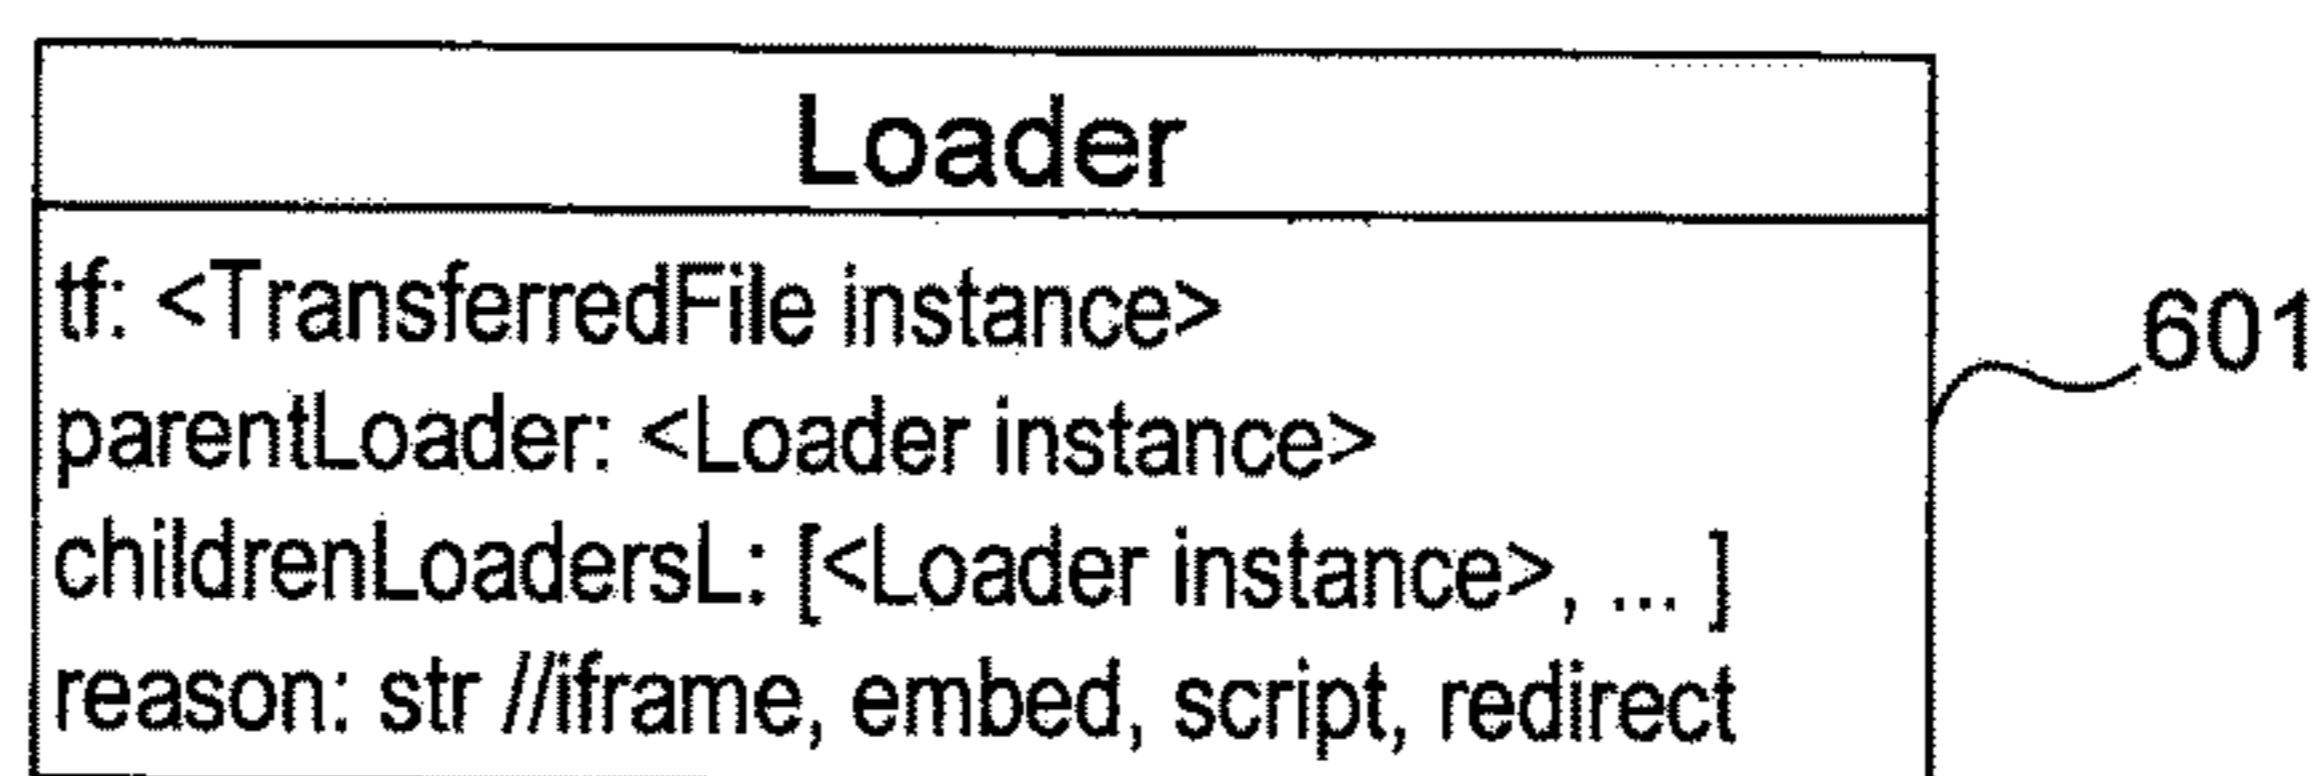 Loader
tf: <TransferredFile instance>
601
parentLoader: <Loader instance>
childrenLoadersL: [<Loader instance>, ... ]
reason: str //iframe, embed, script, redirect